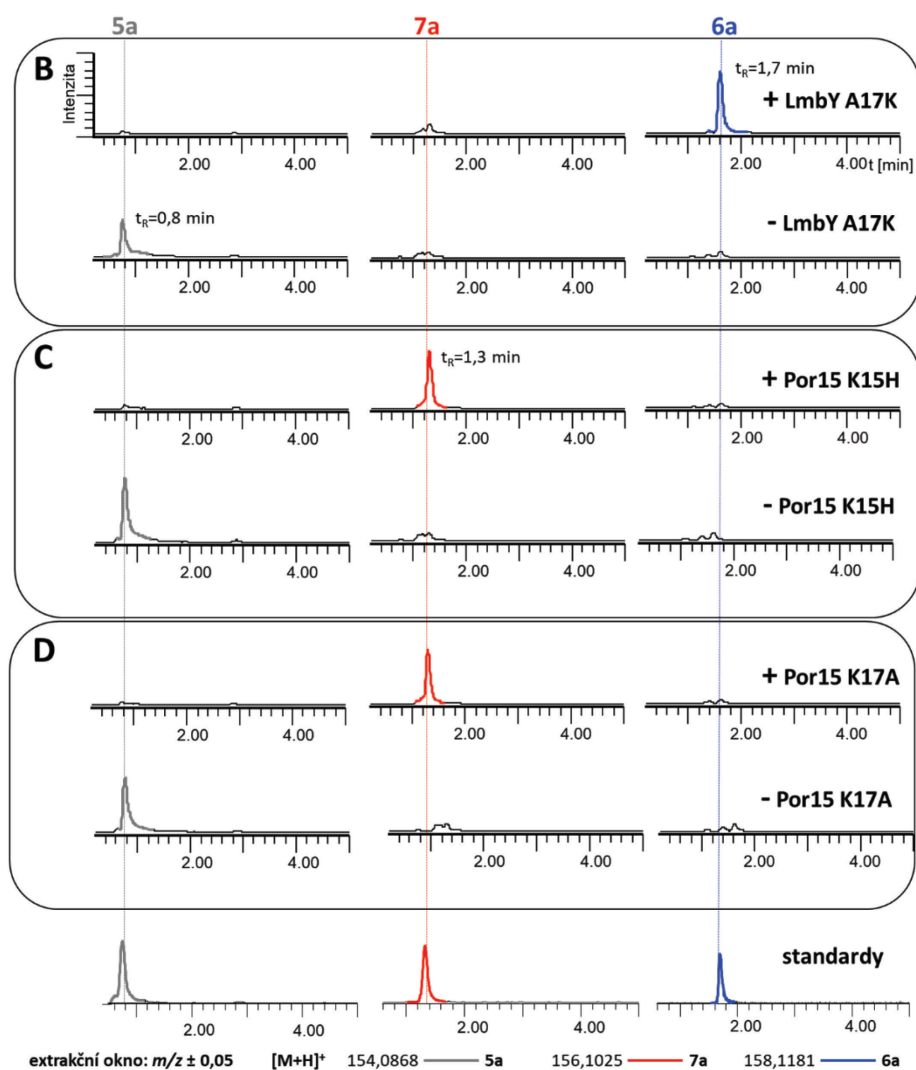 5a 7a 6a
B
Intenzita
tR=1,7 min
+ LmbY A17K
2.00 4.00 2.00 4.00 2.00 4.00 t [min]
tR=0,8 min
- LmbY A17K
2.00 4.00 2.00 4.00 2.00 4.00
C
tR=1,3 min
+ Por15 K15H
2.00 4.00 2.00 4.00 2.00 4.00
- Por15 K15H
2.00 4.00 2.00 4.00 2.00 4.00
D
+ Por15 K17A
2.00 4.00 2.00 4.00 2.00 4.00
- Por15 K17A
2.00 4.00 2.00 4.00 2.00 4.00
standardy
2.00 4.00 2.00 4.00 2.00 4.00
extrakční okno: m/z ± 0,05 [M+H]+ 154,0868 5a 156,1025 7a 158,1181 6a